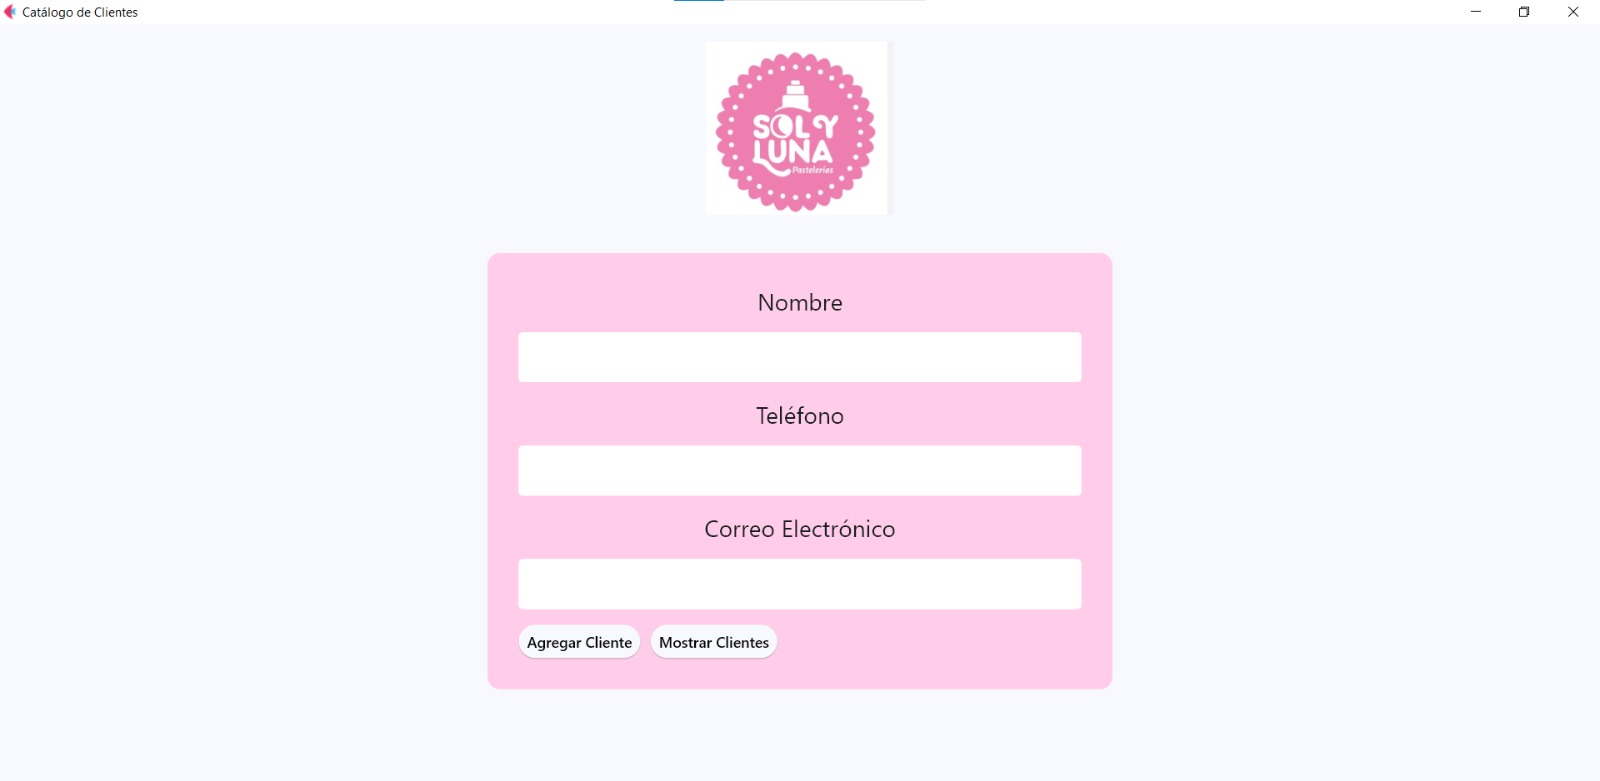 Catálogo de Clientes
SOL Y
LUNA
Pastelerías
Nombre
Teléfono
Correo Electrónico
Agregar Cliente
Mostrar Clientes